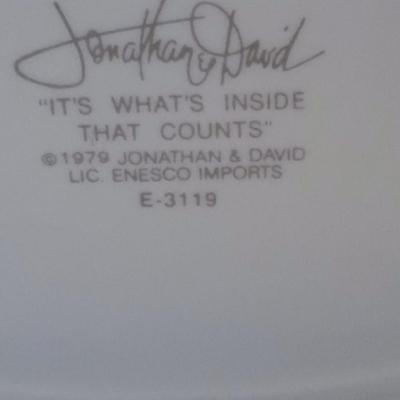 Jonathan & David
"IT'S WHAT'S INSIDE
THAT COUNTS"
©1979 JONATHAN & DAVID
LIC. ENESCO IMPORTS
E-3119